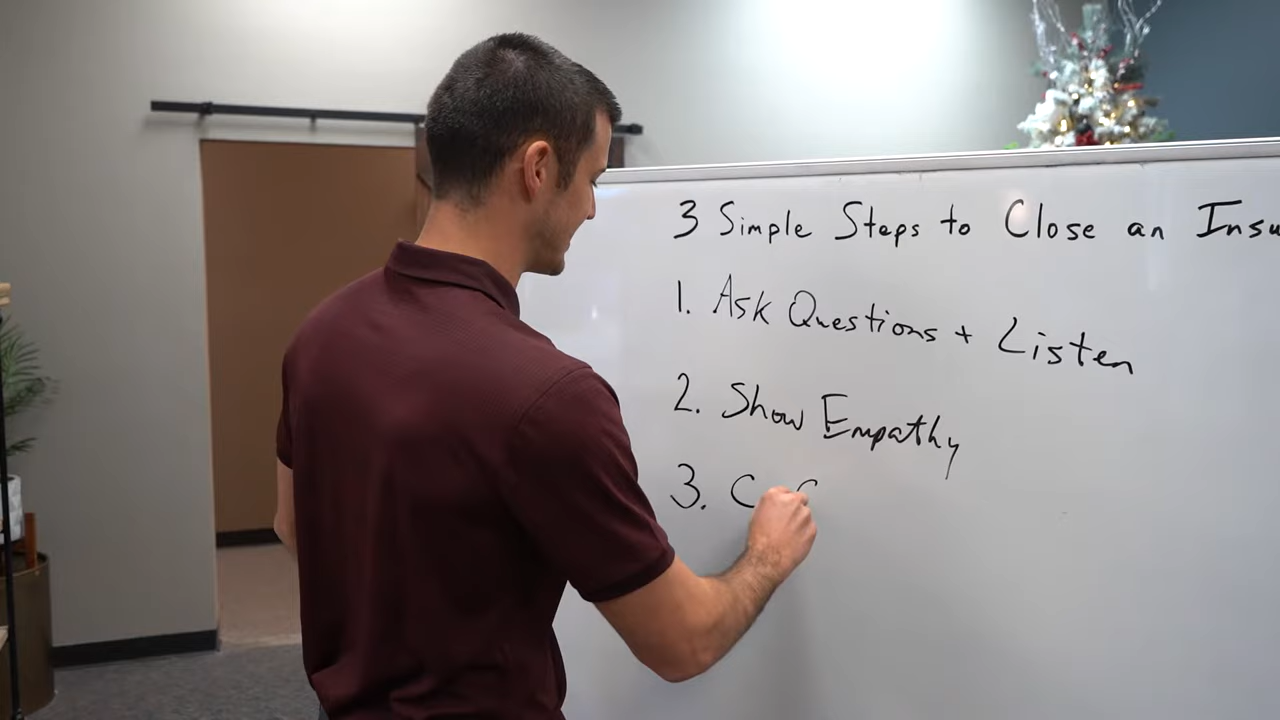 3 Simple Steps to Close an Insu
1. Ask Questions + Listen
2. Show Empathy
3. C